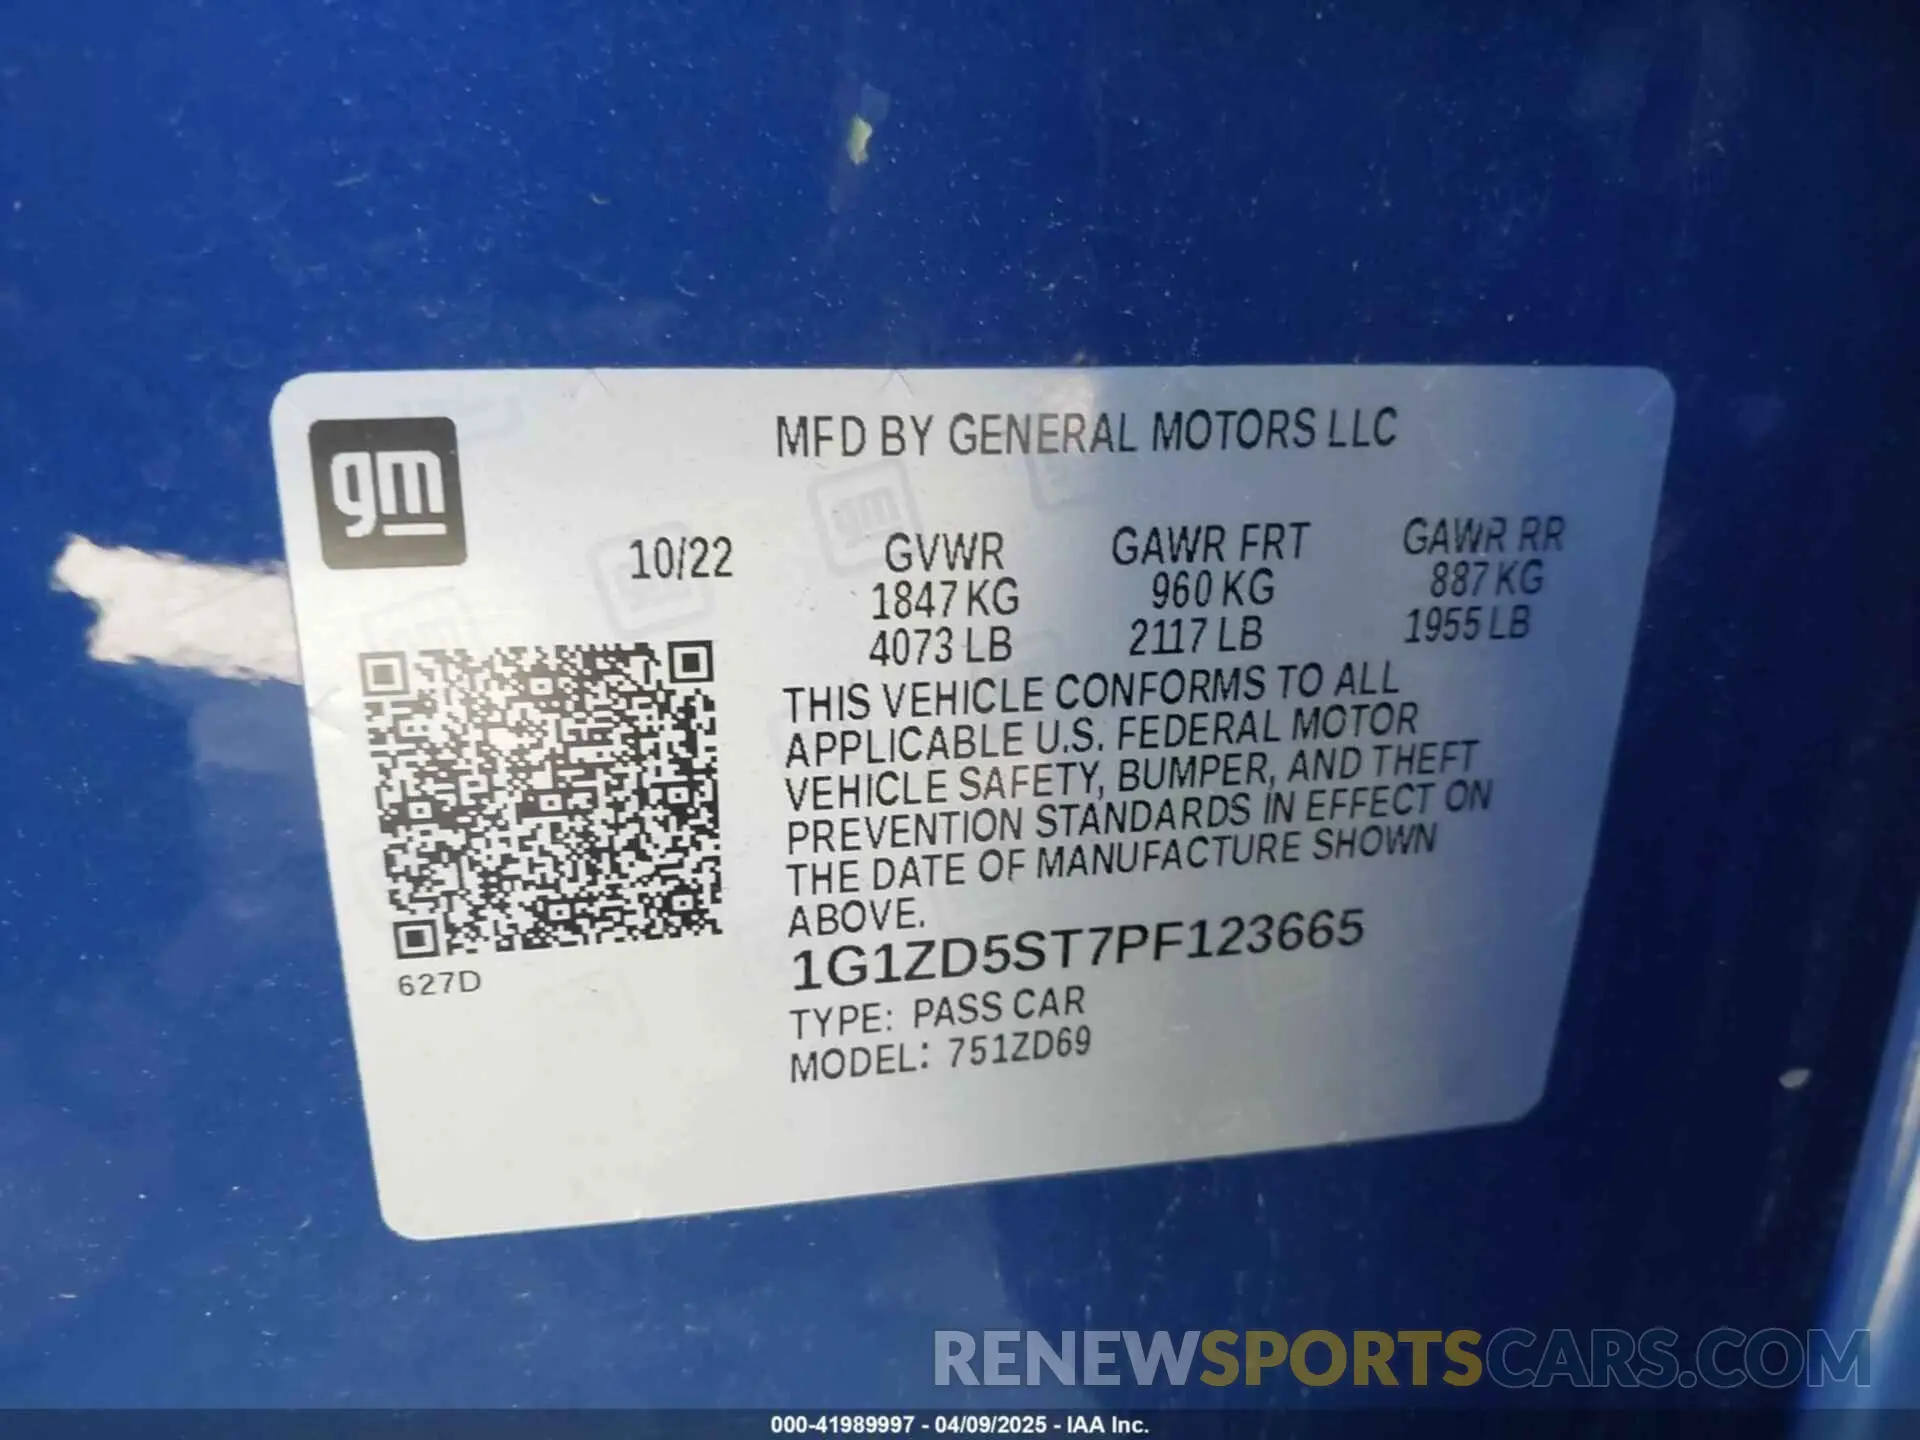 gm
MFD BY GENERAL MOTORS LLC
10/22 GVWR GAWR FRT GAWR RR
1847 KG 960 KG 887 KG
4073 LB 2117 LB 1955 LB
THIS VEHICLE CONFORMS TO ALL
APPLICABLE U.S. FEDERAL MOTOR
VEHICLE SAFETY, BUMPER, AND THEFT
PREVENTION STANDARDS IN EFFECT ON
THE DATE OF MANUFACTURE SHOWN
ABOVE.
1G1ZD5ST7PF123665
627D
TYPE: PASS CAR
MODEL: 751ZD69
RENEWSPORTSCARS.COM
000-41989997 - 04/09/2025 - IAA Inc.